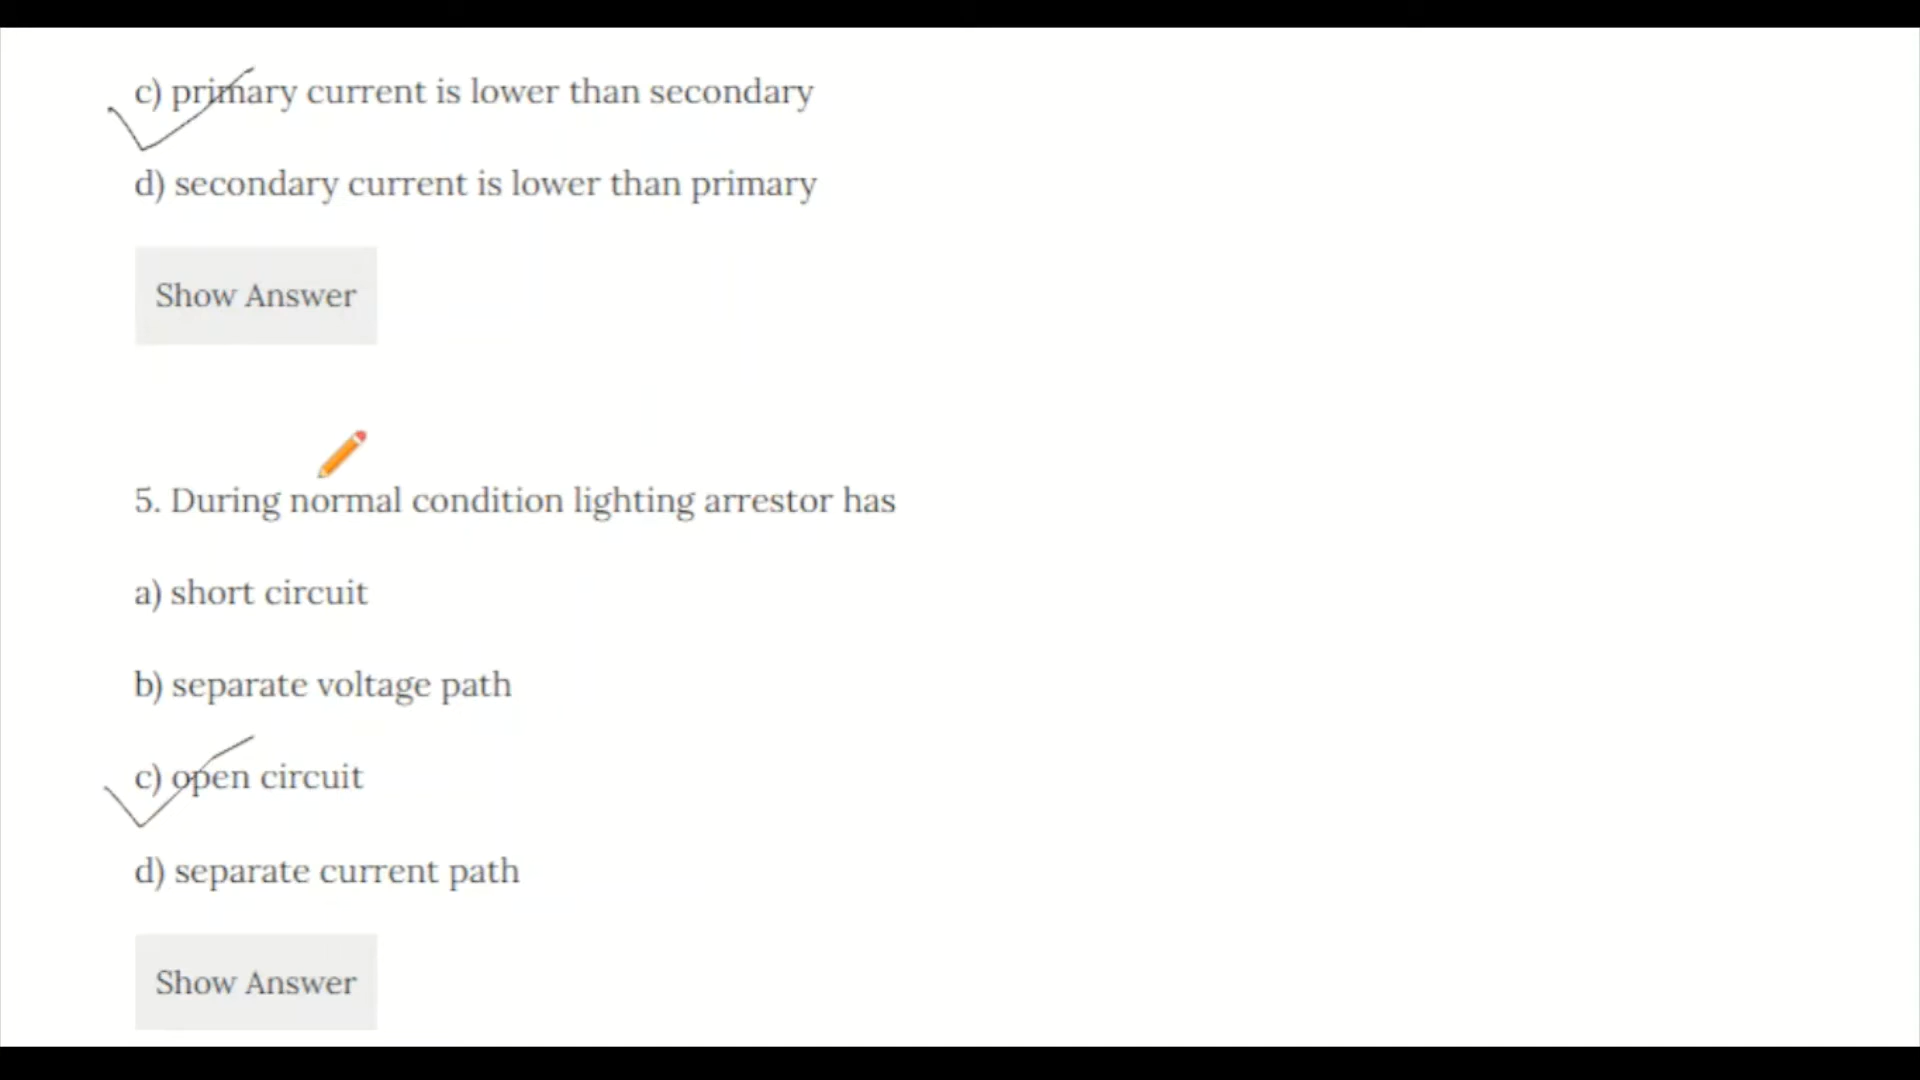 c) primary current is lower than secondary
d) secondary current is lower than primary
Show Answer
5. During normal condition lighting arrestor has
a) short circuit
b) separate voltage path
c) open circuit
d) separate current path
Show Answer